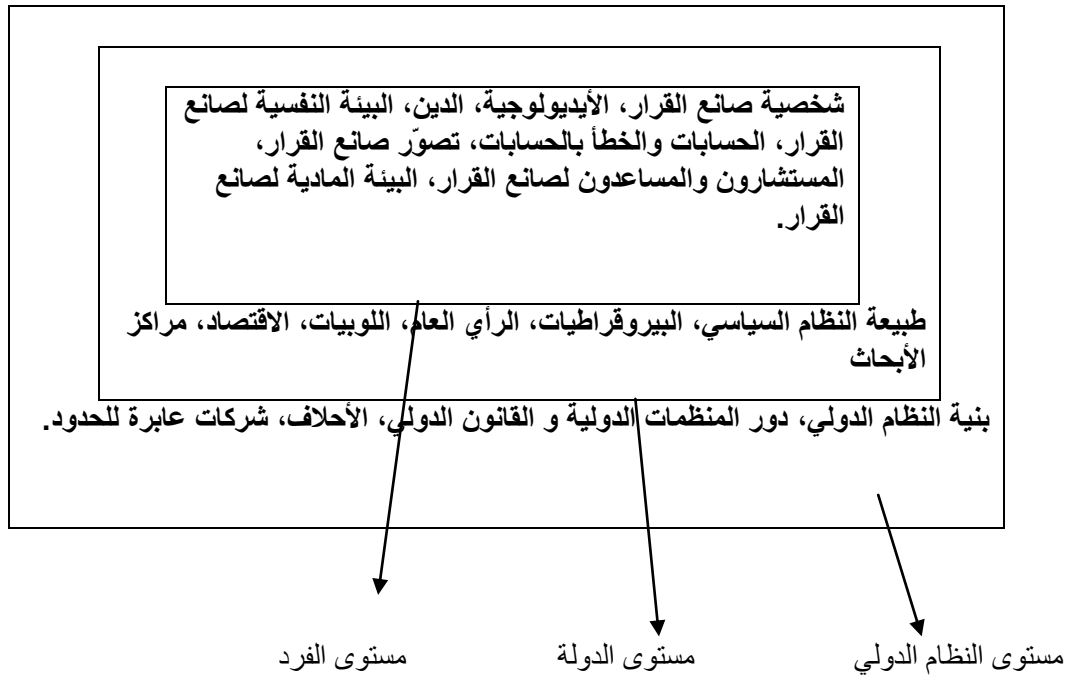 شخصية صانع القرار، الأيديولوجية، الدين، البيئة النفسية لصانع
القرار، الحسابات والخطأ بالحسابات، تصوّر صانع القرار،
المستشارون والمساعدون لصانع القرار، البيئة المادية لصانع
القرار.
طبيعة النظام السياسي، البيروقراطيات، الرأي العام، اللوبيات، الاقتصاد، مراكز
الأبحاث
بنية النظام الدولي، دور المنظمات الدولية و القانون الدولي، الأحلاف، شركات عابرة للحدود.
مستوى النظام الدولي مستوى الدولة مستوى الفرد